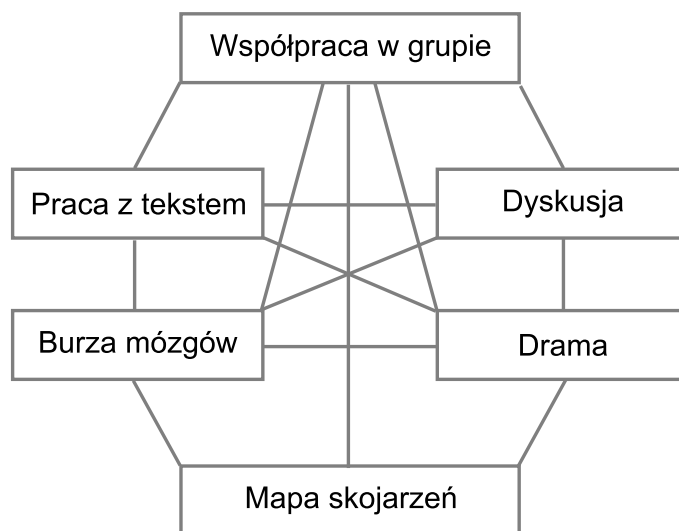 Współpraca w grupie
Praca z tekstem
Dyskusja
Burza mózgów
Drama
Mapa skojarzeń